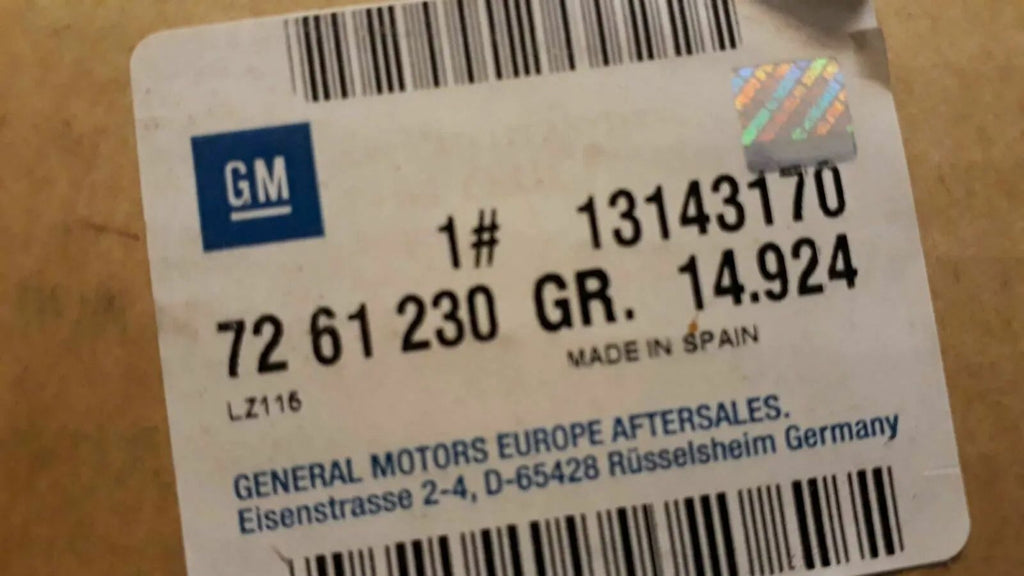 GM
1# 13143170
72 61 230 GR. 14.924
MADE IN SPAIN
LZ116
GENERAL MOTORS EUROPE AFTERSALES.
Eisenstrasse 2-4, D-65428 Rüsselsheim Germany